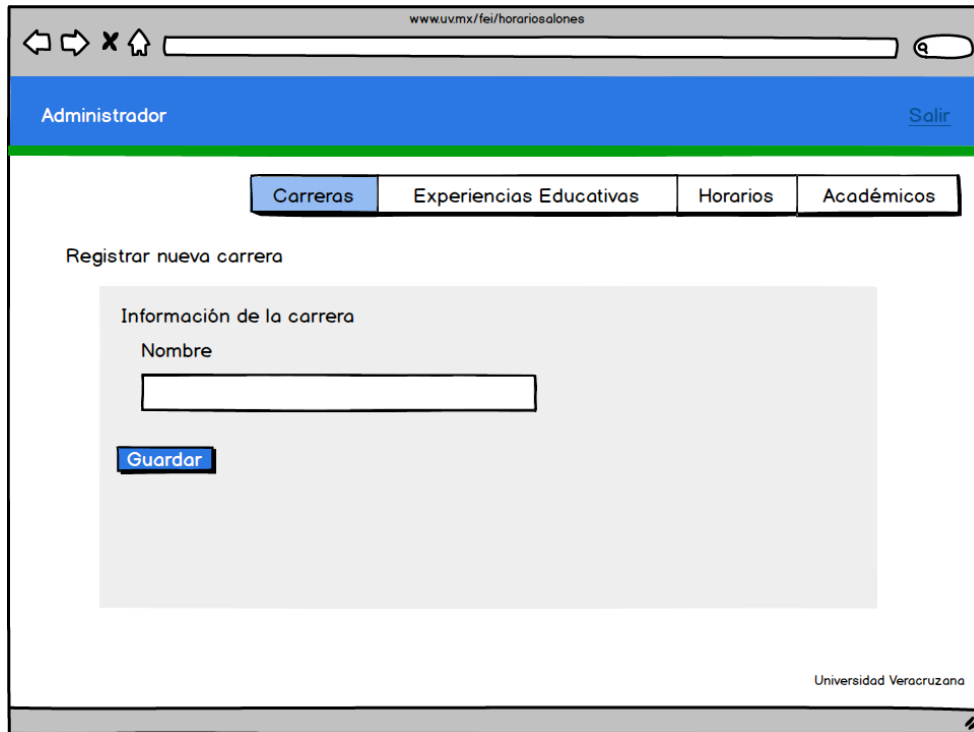 www.uv.mx/fei/horariosalones
Administrador Salir
Carreras Experiencias Educativas Horarios Académicos
Registrar nueva carrera
Información de la carrera
Nombre
Guardar
Universidad Veracruzana